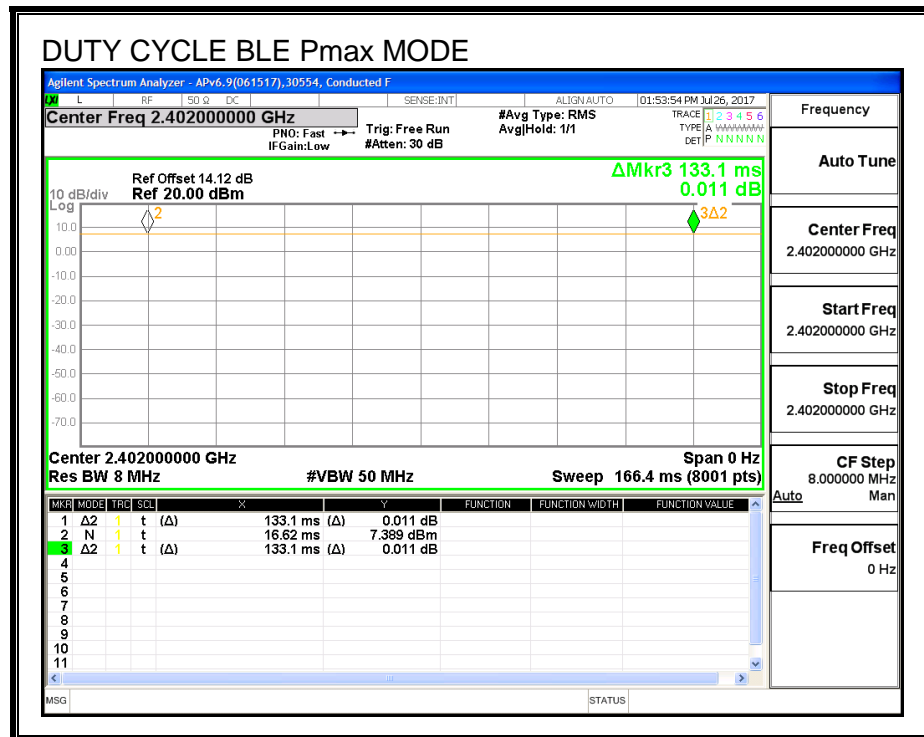 DUTY CYCLE BLE Pmax MODE
Agilent Spectrum Analyzer - APv6.9(061517),30554, Conducted F
LXI L RF 50 Ω DC SENSE:INT ALIGN AUTO 01:53:54 PM Jul 26, 2017
Center Freq 2.402000000 GHz
PNO: Fast
IFGain:Low
Trig: Free Run
#Atten: 30 dB
#Avg Type: RMS
Avg|Hold: 1/1
TRACE 1 2 3 4 5 6
TYPE A WWWWWW
DET P N N N N N
Ref Offset 14.12 dB
Ref 20.00 dBm
10 dB/div
Log
ΔMkr3 133.1 ms
0.011 dB
2
3Δ2
10.0
0.00
-10.0
-20.0
-30.0
-40.0
-50.0
-60.0
-70.0
Center 2.402000000 GHz Span 0 Hz
Res BW 8 MHz #VBW 50 MHz Sweep 166.4 ms (8001 pts)
MKR MODE TRC SCL X Y FUNCTION FUNCTION WIDTH FUNCTION VALUE
1 Δ2 1 t (Δ) 133.1 ms (Δ) 0.011 dB
2 N 1 t 16.62 ms 7.389 dBm
3 Δ2 1 t (Δ) 133.1 ms (Δ) 0.011 dB
4
5
6
7
8
9
10
11
MSG STATUS
Frequency
Auto Tune
Center Freq
2.402000000 GHz
Start Freq
2.402000000 GHz
Stop Freq
2.402000000 GHz
CF Step
8.000000 MHz
Auto Man
Freq Offset
0 Hz